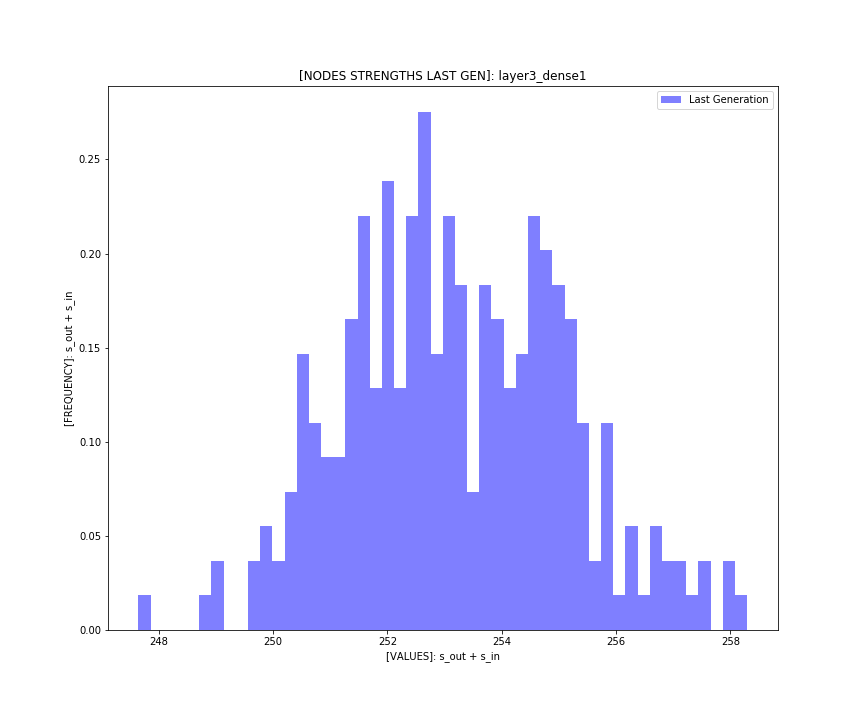 [NODES STRENGTHS LAST GEN]: layer3_dense1
Last Generation
[FREQUENCY]: s_out + s_in
0.25
0.20
0.15
0.10
0.05
0.00
248 250 252 254 256 258
[VALUES]: s_out + s_in